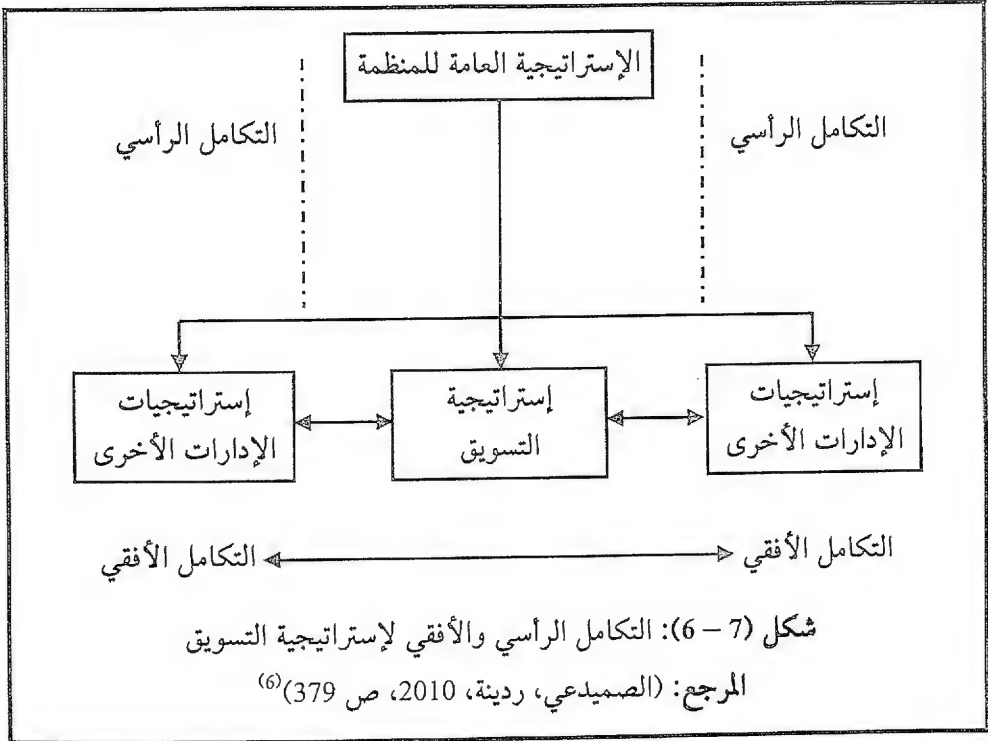 الإستراتيجية العامة للمنظمة
التكامل الرأسي
التكامل الرأسي
إستراتيجيات
الإدارات الأخرى
إستراتيجية
التسويق
إستراتيجيات
الإدارات الأخرى
التكامل الأفقي
التكامل الأفقي
شكل (7 – 6): التكامل الرأسي والأفقي لإستراتيجية التسويق
المرجع: (الصميدعي، ردينة، 2010، ص 379)(6)